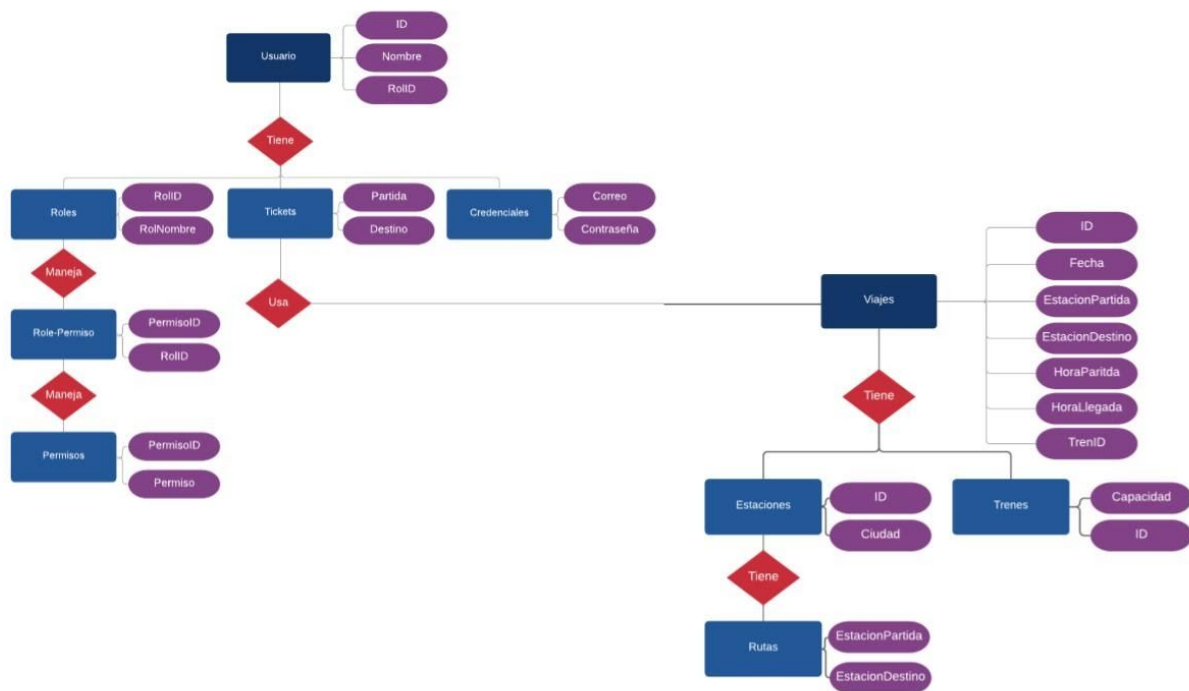 Usuario
ID
Nombre
RolID
Tiene
Roles
RolID
RolNombre
Tickets
Partida
Destino
Credenciales
Correo
Contraseña
Maneja
Usa
Role-Permiso
PermisoID
RolID
Maneja
Permisos
PermisoID
Permiso
Viajes
ID
Fecha
EstacionPartida
EstacionDestino
HoraParitda
HoraLlegada
TrenID
Tiene
Estaciones
ID
Ciudad
Trenes
Capacidad
ID
Tiene
Rutas
EstacionPartida
EstacionDestino